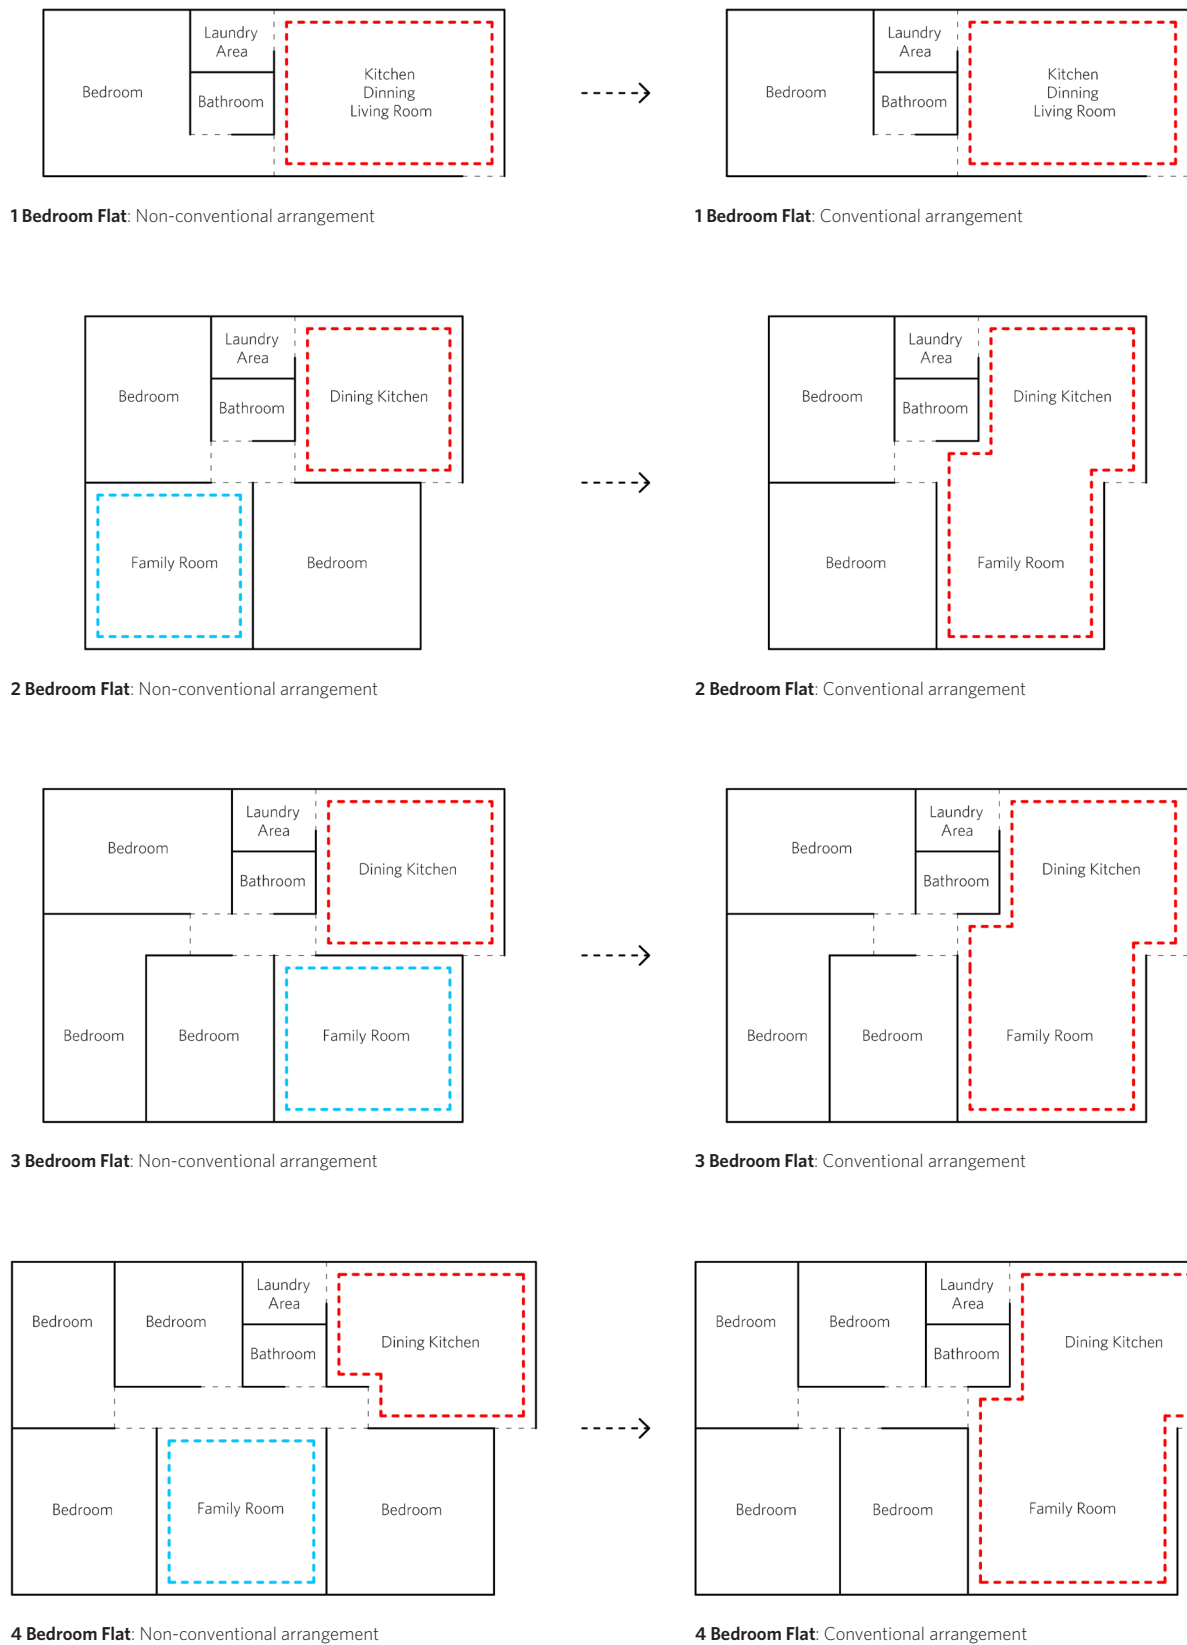 Bedroom
Laundry
Area
Bathroom
Kitchen
Dinning
Living Room
Bedroom
Laundry
Area
Bathroom
Kitchen
Dinning
Living Room
1 Bedroom Flat: Non-conventional arrangement
1 Bedroom Flat: Conventional arrangement
Bedroom
Laundry
Area
Bathroom
Dining Kitchen
Family Room
Bedroom
Bedroom
Laundry
Area
Bathroom
Dining Kitchen
Bedroom
Family Room
2 Bedroom Flat: Non-conventional arrangement
2 Bedroom Flat: Conventional arrangement
Bedroom
Laundry
Area
Bathroom
Dining Kitchen
Bedroom
Bedroom
Family Room
Bedroom
Laundry
Area
Bathroom
Dining Kitchen
Bedroom
Bedroom
Family Room
3 Bedroom Flat: Non-conventional arrangement
3 Bedroom Flat: Conventional arrangement
Bedroom
Bedroom
Laundry
Area
Bathroom
Dining Kitchen
Bedroom
Family Room
Bedroom
Bedroom
Bedroom
Laundry
Area
Bathroom
Dining Kitchen
Bedroom
Bedroom
Family Room
4 Bedroom Flat: Non-conventional arrangement
4 Bedroom Flat: Conventional arrangement